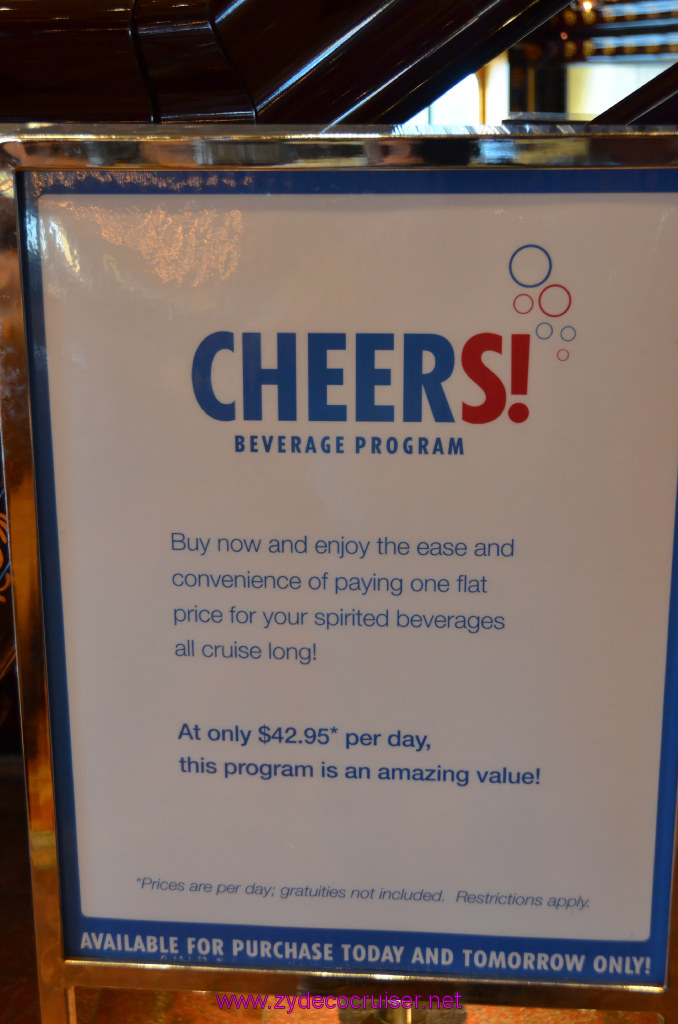 CHEERS!
BEVERAGE PROGRAM
Buy now and enjoy the ease and
convenience of paying one flat
price for your spirited beverages
all cruise long!
At only $42.95* per day,
this program is an amazing value!
*Prices are per day; gratuities not included. Restrictions apply.
AVAILABLE FOR PURCHASE TODAY AND TOMORROW ONLY!
www.zydecocruiser.net